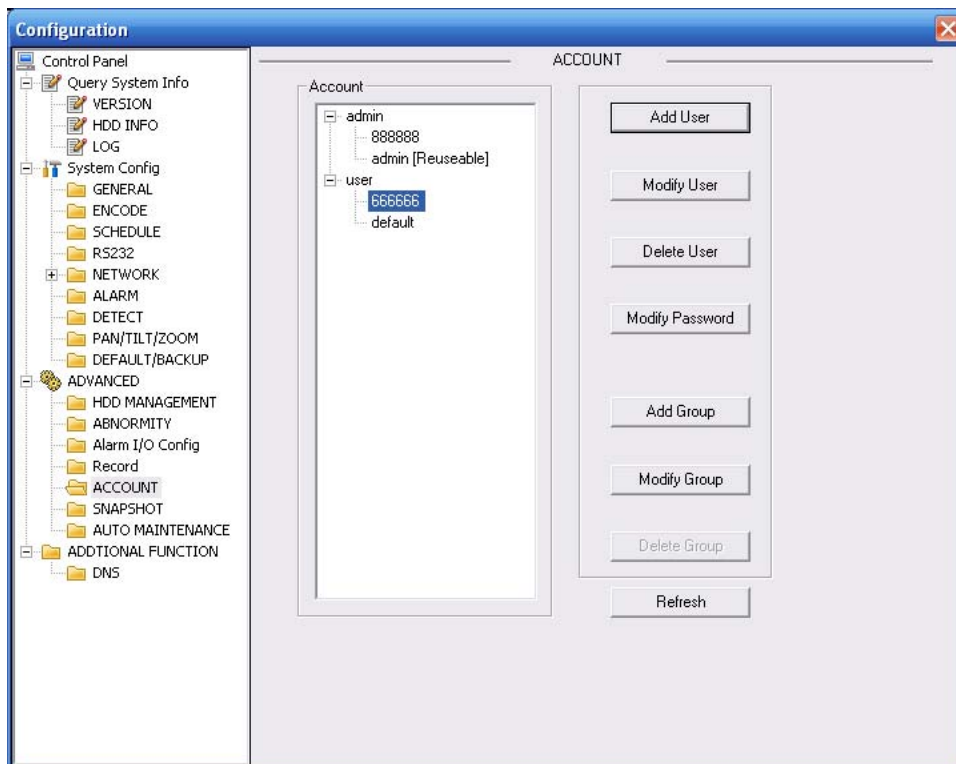 Configuration
Control Panel
Query System Info
VERSION
HDD INFO
LOG
System Config
GENERAL
ENCODE
SCHEDULE
RS232
NETWORK
ALARM
DETECT
PAN/TILT/ZOOM
DEFAULT/BACKUP
ADVANCED
HDD MANAGEMENT
ABNORMITY
Alarm I/O Config
Record
ACCOUNT
SNAPSHOT
AUTO MAINTENANCE
ADDTIONAL FUNCTION
DNS
ACCOUNT
Account
admin
888888
admin [Reuseable]
user
666666
default
Add User
Modify User
Delete User
Modify Password
Add Group
Modify Group
Delete Group
Refresh